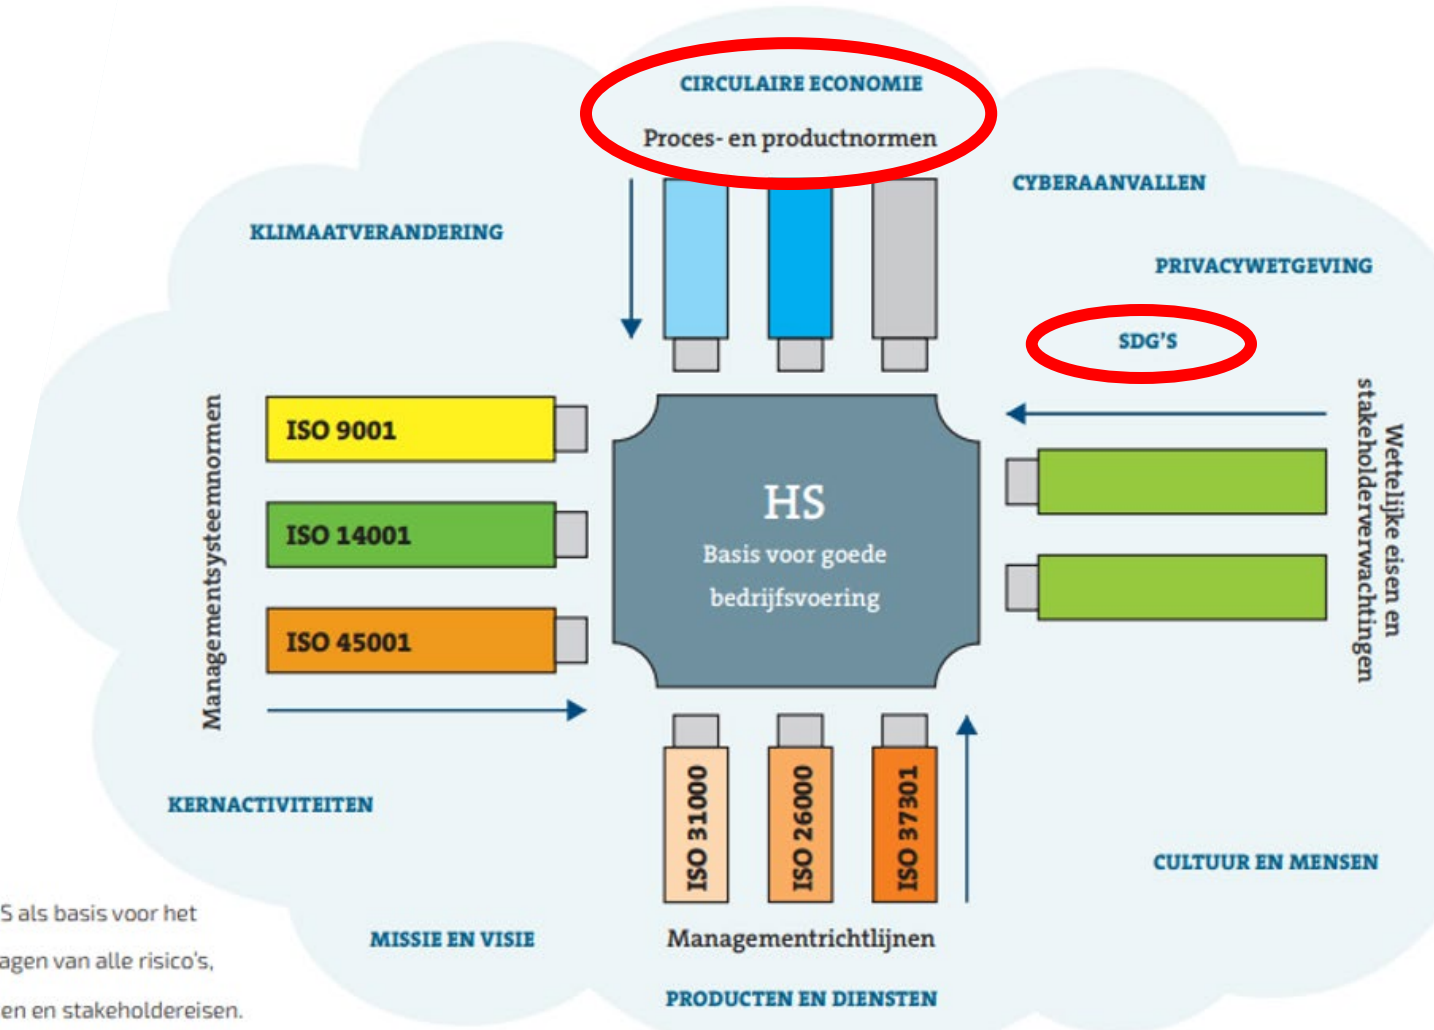 CIRCULAIRE ECONOMIE
Proces- en productnormen
CYBERAANVALLEN
KLIMAATVERANDERING
PRIVACYWETGEVING
SDG'S
Managementsysteemnormen
ISO 9001
ISO 14001
ISO 45001
HS
Basis voor goede
bedrijfsvoering
Wettelijke eisen en
stakeholderverwachtingen
ISO 31000
ISO 26000
ISO 37301
Managementrichtlijnen
KERNACTIVITEITEN
CULTUUR EN MENSEN
MISSIE EN VISIE
PRODUCTEN EN DIENSTEN
S als basis voor het
agen van alle risico's,
en en stakeholdereisen.